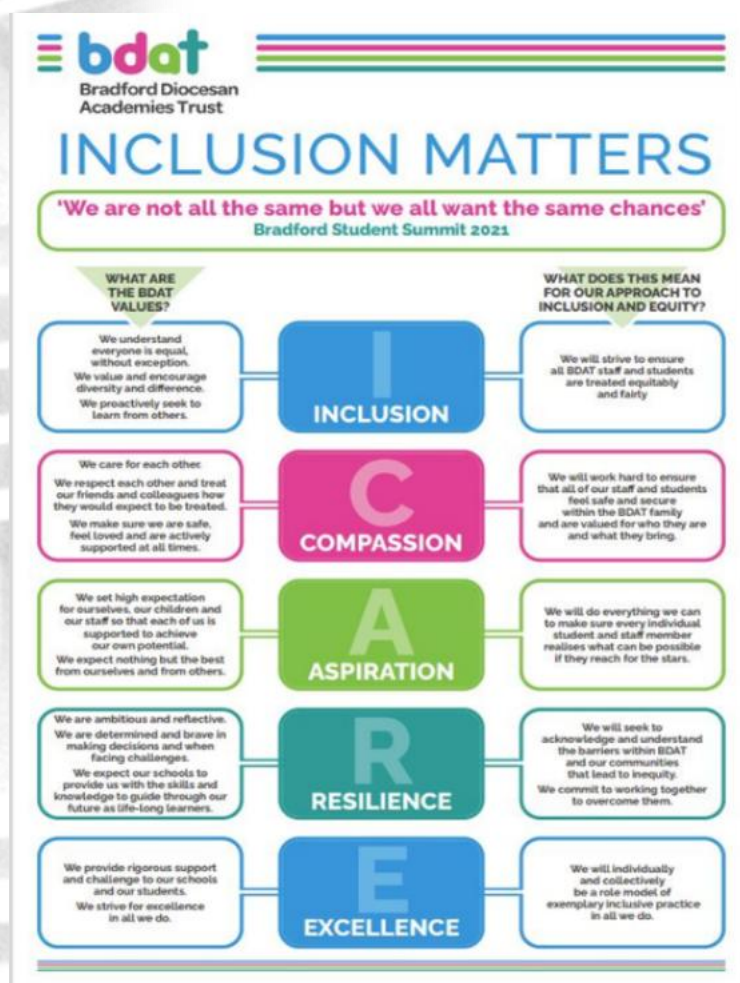 bdat
Bradford Diocesan
Academies Trust
INCLUSION MATTERS
'We are not all the same but we all want the same chances'
Bradford Student Summit 2021
WHAT ARE
THE BDAT
VALUES?
WHAT DOES THIS MEAN
FOR OUR APPROACH TO
INCLUSION AND EQUITY?
We understand
everyone is equal,
without exception.
We value and encourage
diversity and difference.
We proactively seek to
learn from others.
I
INCLUSION
We will strive to ensure
all BDAT staff and students
are treated equitably
and fairly
We care for each other.
We respect each other and treat
our friends and colleagues how
they would expect to be treated.
We make sure we are safe,
feel loved and are actively
supported at all times.
C
COMPASSION
We will work hard to ensure
that all of our staff and students
feel safe and secure
within the BDAT family
and are valued for who they are
and what they bring.
We set high expectation
for ourselves, our children and
our staff so that each of us is
supported to achieve
our own potential.
We expect nothing but the best
from ourselves and from others.
A
ASPIRATION
We will do everything we can
to make sure every individual
student and staff member
realises what can be possible
if they reach for the stars.
We are ambitious and reflective.
We are determined and brave in
making decisions and when
facing challenges.
We expect our schools to
provide us with the skills and
knowledge to guide through our
future as life-long learners.
R
RESILIENCE
We will seek to
acknowledge and understand
the barriers within BDAT
and our communities
that lead to inequity.
We commit to working together
to overcome them.
We provide rigorous support
and challenge to our schools
and our students.
We strive for excellence
in all we do.
E
EXCELLENCE
We will individually
and collectively
be a role model of
exemplary inclusive practice
in all we do.